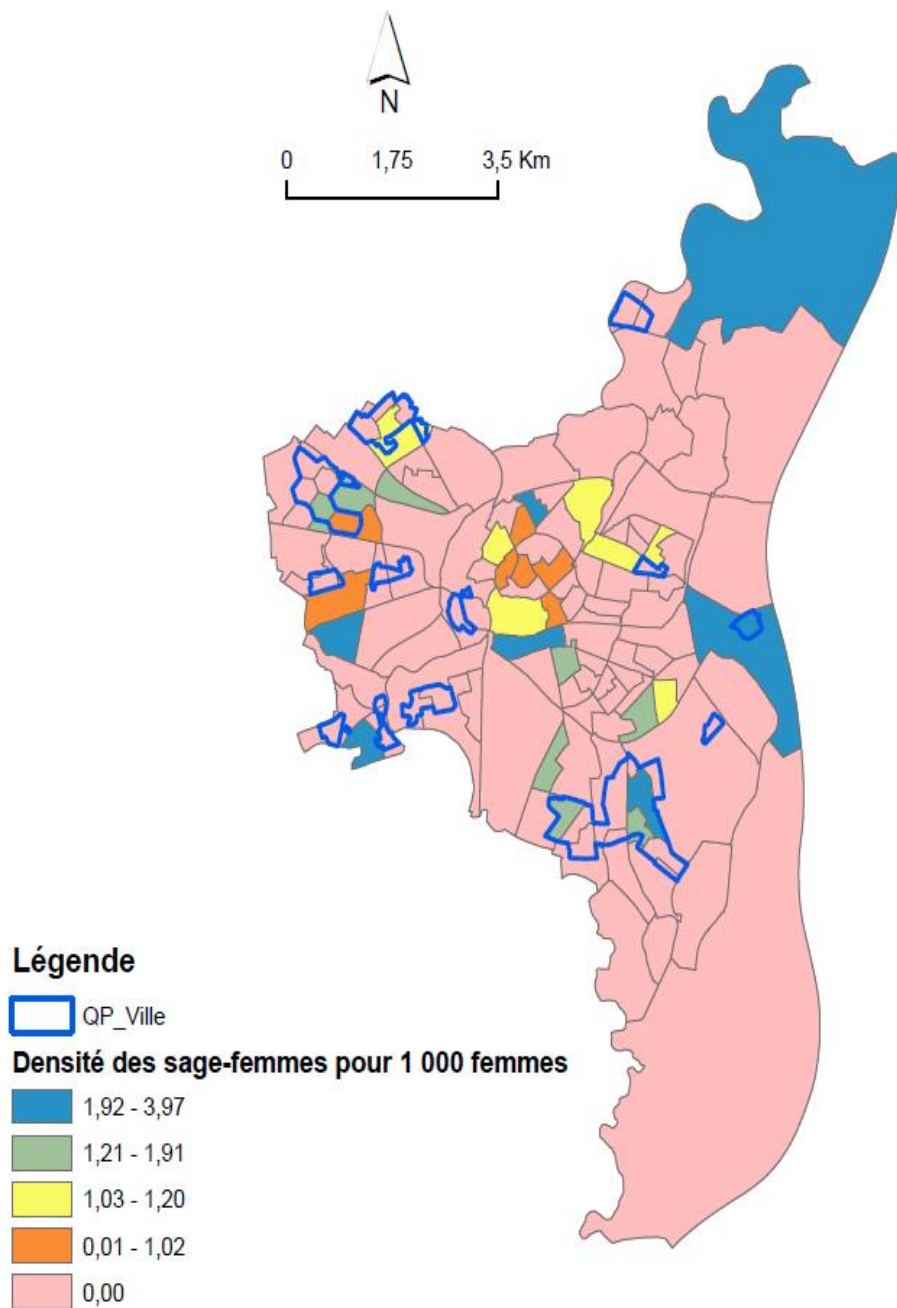 N
0 1,75 3,5 Km
Légende
QP_Ville
Densité des sage-femmes pour 1 000 femmes
1,92 - 3,97
1,21 - 1,91
1,03 - 1,20
0,01 - 1,02
0,00